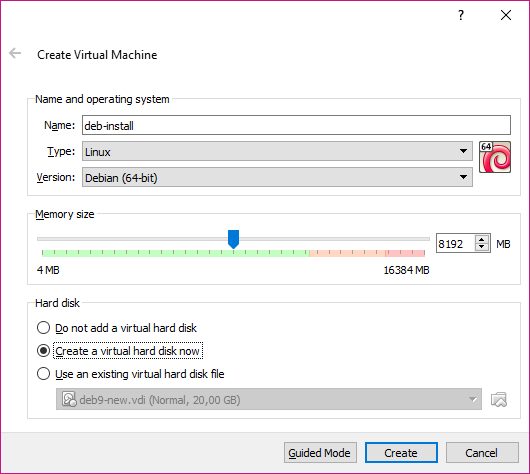 ?
Create Virtual Machine
Name and operating system
Name: deb-install
64
Type: Linux
Version: Debian (64-bit)
Memory size
8192 MB
4 MB 16384 MB
Hard disk
Do not add a virtual hard disk
Create a virtual hard disk now
Use an existing virtual hard disk file
deb9-new.vdi (Normal, 20,00 GB)
Guided Mode Create Cancel